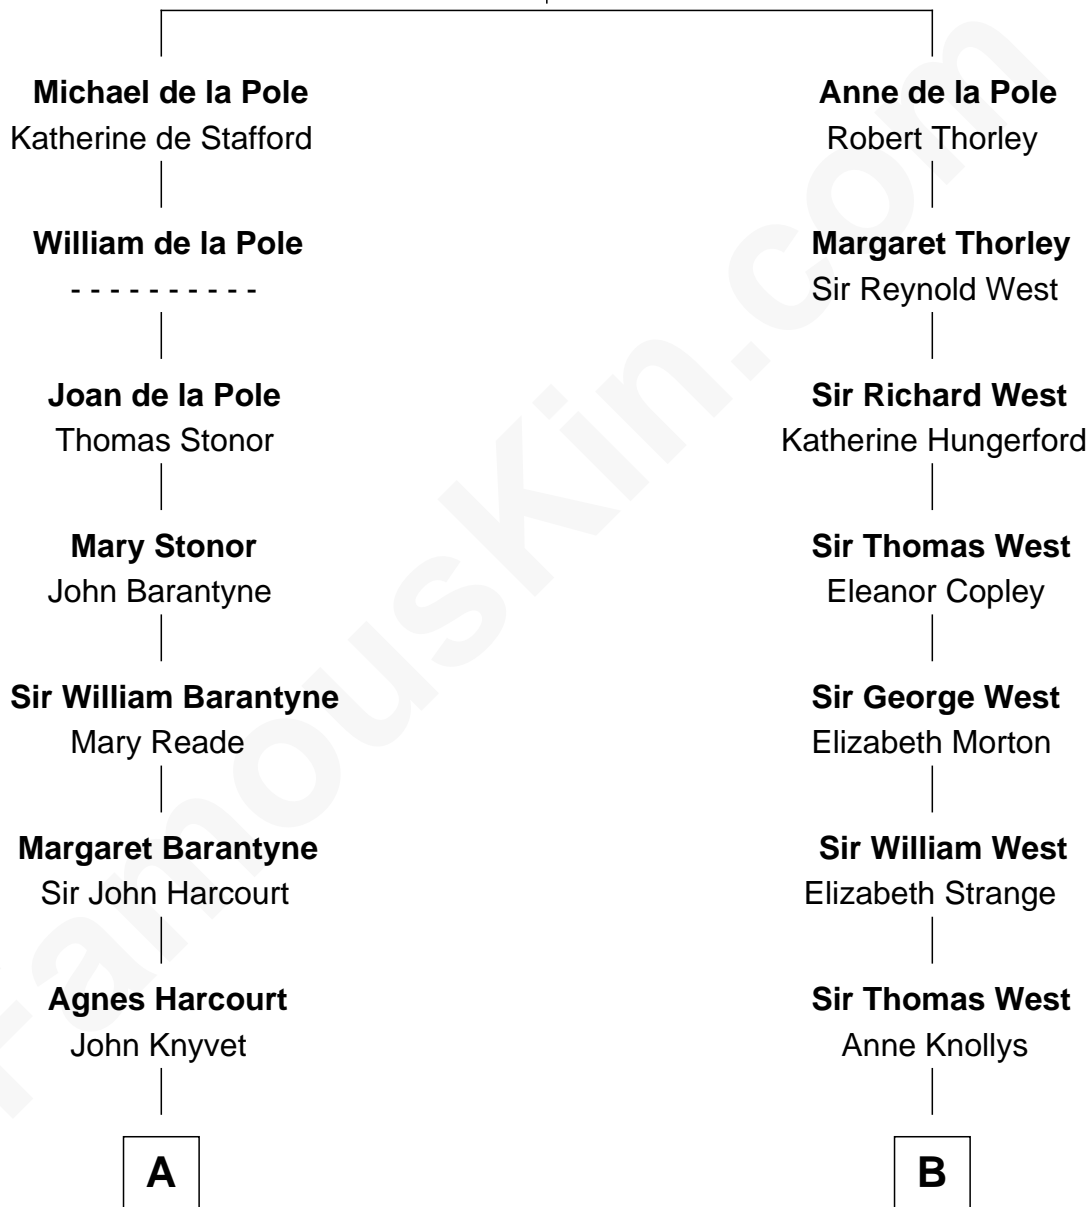 Michael de la Pole
Katherine de Stafford
William de la Pole
- - - - - - - - - -
Joan de la Pole
Thomas Stonor
Mary Stonor
John Barantyne
Sir William Barantyne
Mary Reade
Margaret Barantyne
Sir John Harcourt
Agnes Harcourt
John Knyvet
A
Anne de la Pole
Robert Thorley
Margaret Thorley
Sir Reynold West
Sir Richard West
Katherine Hungerford
Sir Thomas West
Eleanor Copley
Sir George West
Elizabeth Morton
Sir William West
Elizabeth Strange
Sir Thomas West
Anne Knollys
B
FamousKin.com